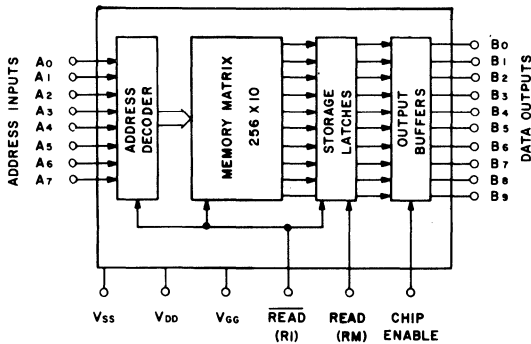 ADDRESS INPUTS
A0
A1
A2
A3
A4
A5
A6
A7
ADDRESS
DECODER
MEMORY MATRIX
256 X 10
STORAGE
LATCHES
OUTPUT
BUFFERS
B0
B1
B2
B3
B4
B5
B6
B7
B8
B9
DATA OUTPUTS
VSS
VDD
VGG
READ
(RI)
READ
(RM)
CHIP
ENABLE